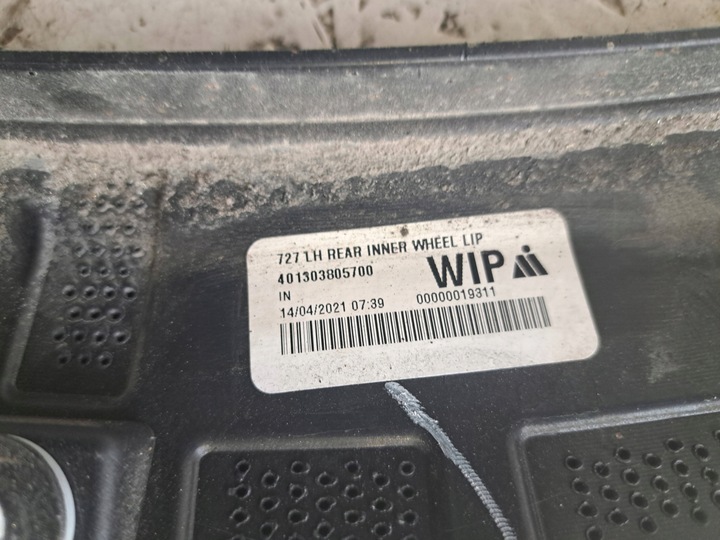 727 LH REAR INNER WHEEL LIP
401303805700
WIP
IN
14/04/2021 07:39
00000019311